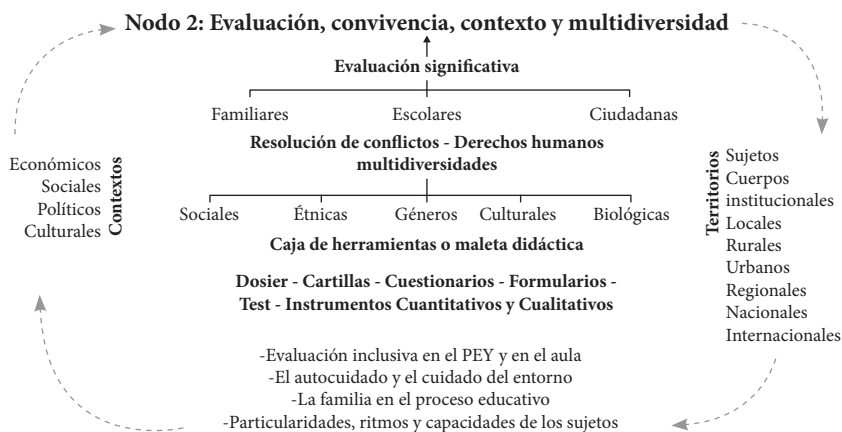 Nodo 2: Evaluación, convivencia, contexto y multidiversidad
Evaluación significativa
Familiares
Escolares
Ciudadanas
Resolución de conflictos - Derechos humanos
multidiversidades
Sociales
Étnicas
Géneros
Culturales
Biológicas
Caja de herramientas o maleta didáctica
Dosier - Cartillas - Cuestionarios - Formularios -
Test - Instrumentos Cuantitativos y Cualitativos
-Evaluación inclusiva en el PEY y en el aula
-El autocuidado y el cuidado del entorno
-La familia en el proceso educativo
-Particularidades, ritmos y capacidades de los sujetos
Económicos
Sociales
Políticos
Culturales
Contextos
Territorios
Sujetos
Cuerpos
institucionales
Locales
Rurales
Urbanos
Regionales
Nacionales
Internacionales